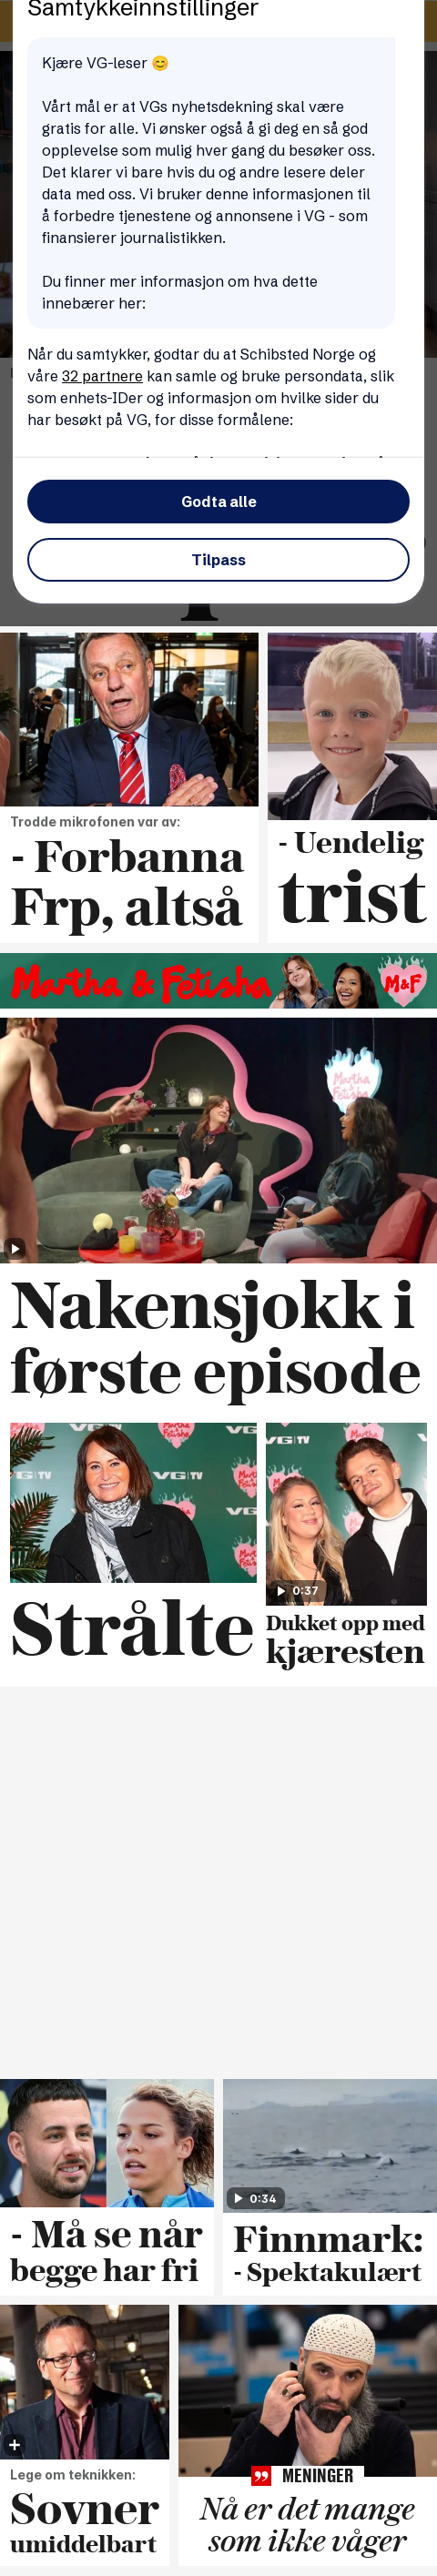 Samtykkeinnstillinger
Kjære VG-leser 😊
Vårt mål er at VGs nyhetsdekning skal være
gratis for alle. Vi ønsker også å gi deg en så god
opplevelse som mulig hver gang du besøker oss.
Det klarer vi bare hvis du og andre lesere deler
data med oss. Vi bruker denne informasjonen til
å forbedre tjenestene og annonsene i VG - som
finansierer journalistikken.
Du finner mer informasjon om hva dette
innebærer her:
Når du samtykker, godtar du at Schibsted Norge og
våre 32 partnere kan samle og bruke persondata, slik
som enhets-IDer og informasjon om hvilke sider du
har besøkt på VG, for disse formålene:
Godta alle
Tilpass
Trodde mikrofonen var av:
- Forbanna
Frp, altså
- Uendelig
trist
Martha & Fetisha
M&F
Martha &
Fetisha
Nakensjokk i
første episode
VG TV
VG TV
0:37
Strålte
Dukket opp med
kjæresten
- Må se når
begge har fri
0:34
Finnmark:
- Spektakulært
Lege om teknikken:
Sovner
umiddelbart
MENINGER
Nå er det mange
som ikke våger